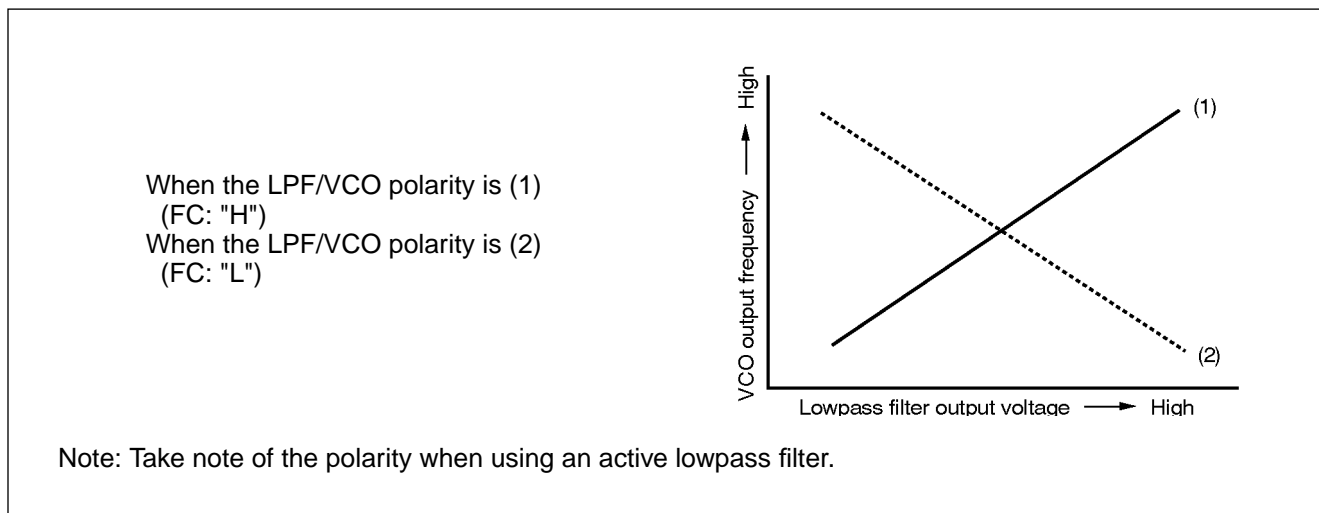 When the LPF/VCO polarity is (1)
(FC: "H")
When the LPF/VCO polarity is (2)
(FC: "L")
VCO output frequency → High
(1)
(2)
Lowpass filter output voltage → High
Note: Take note of the polarity when using an active lowpass filter.